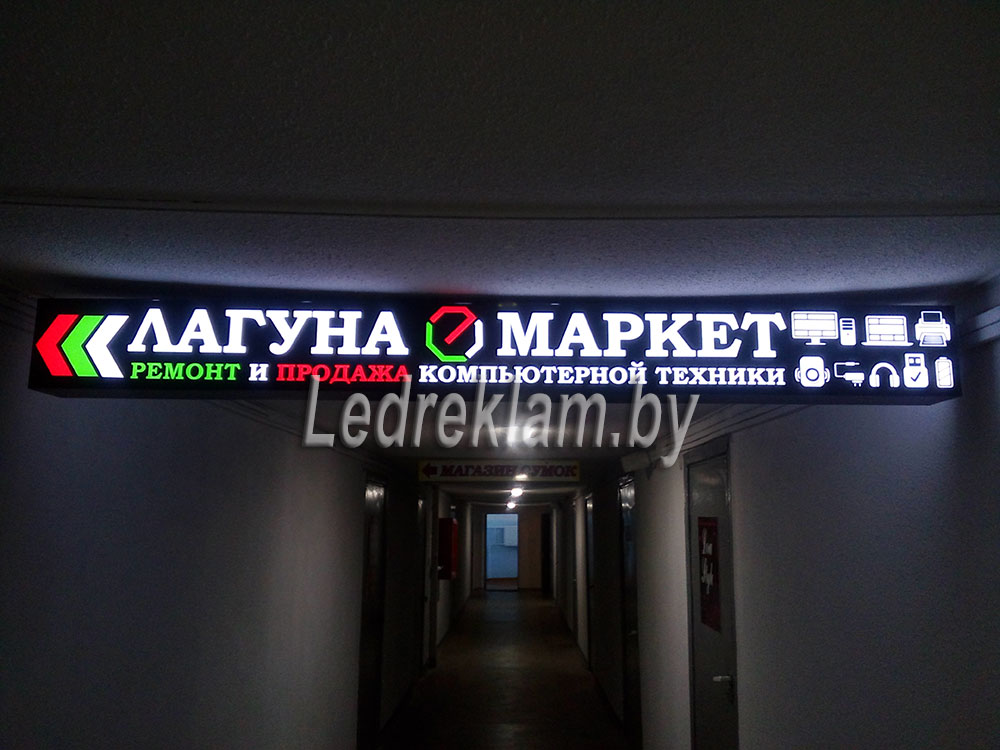 ЛАГУНА МАРКЕТ
РЕМОНТ И ПРОДАЖА КОМПЬЮТЕРНОЙ ТЕХНИКИ
Ledreklam.by
МАГАЗИН СУМОК